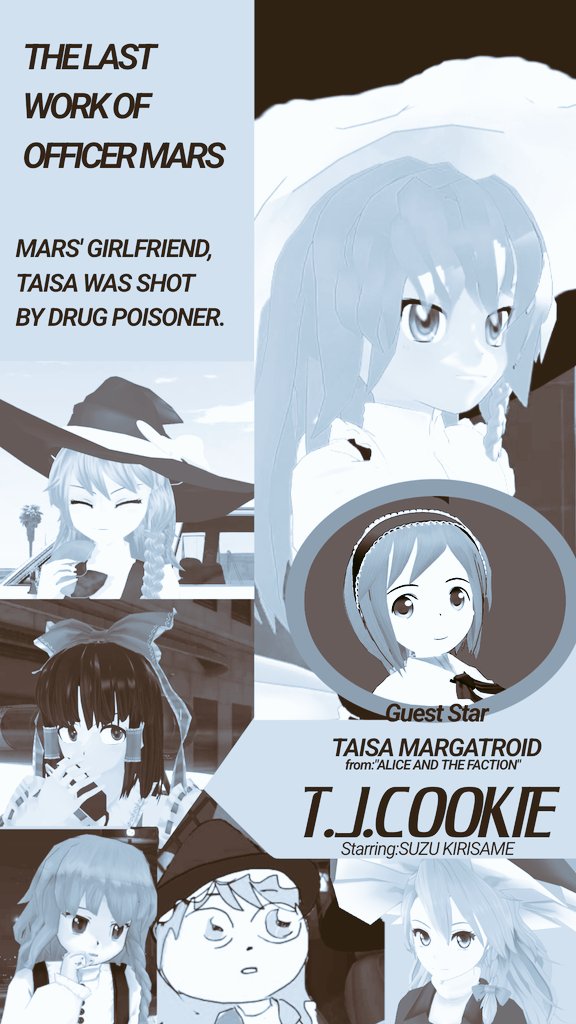 THE LAST
WORK OF
OFFICER MARS
MARS' GIRLFRIEND,
TAISA WAS SHOT
BY DRUG POISONER.
Guest Star
TAISA MARGATROID
from:"ALICE AND THE FACTION"
T.J.COOKIE
Starring:SUZU KIRISAME